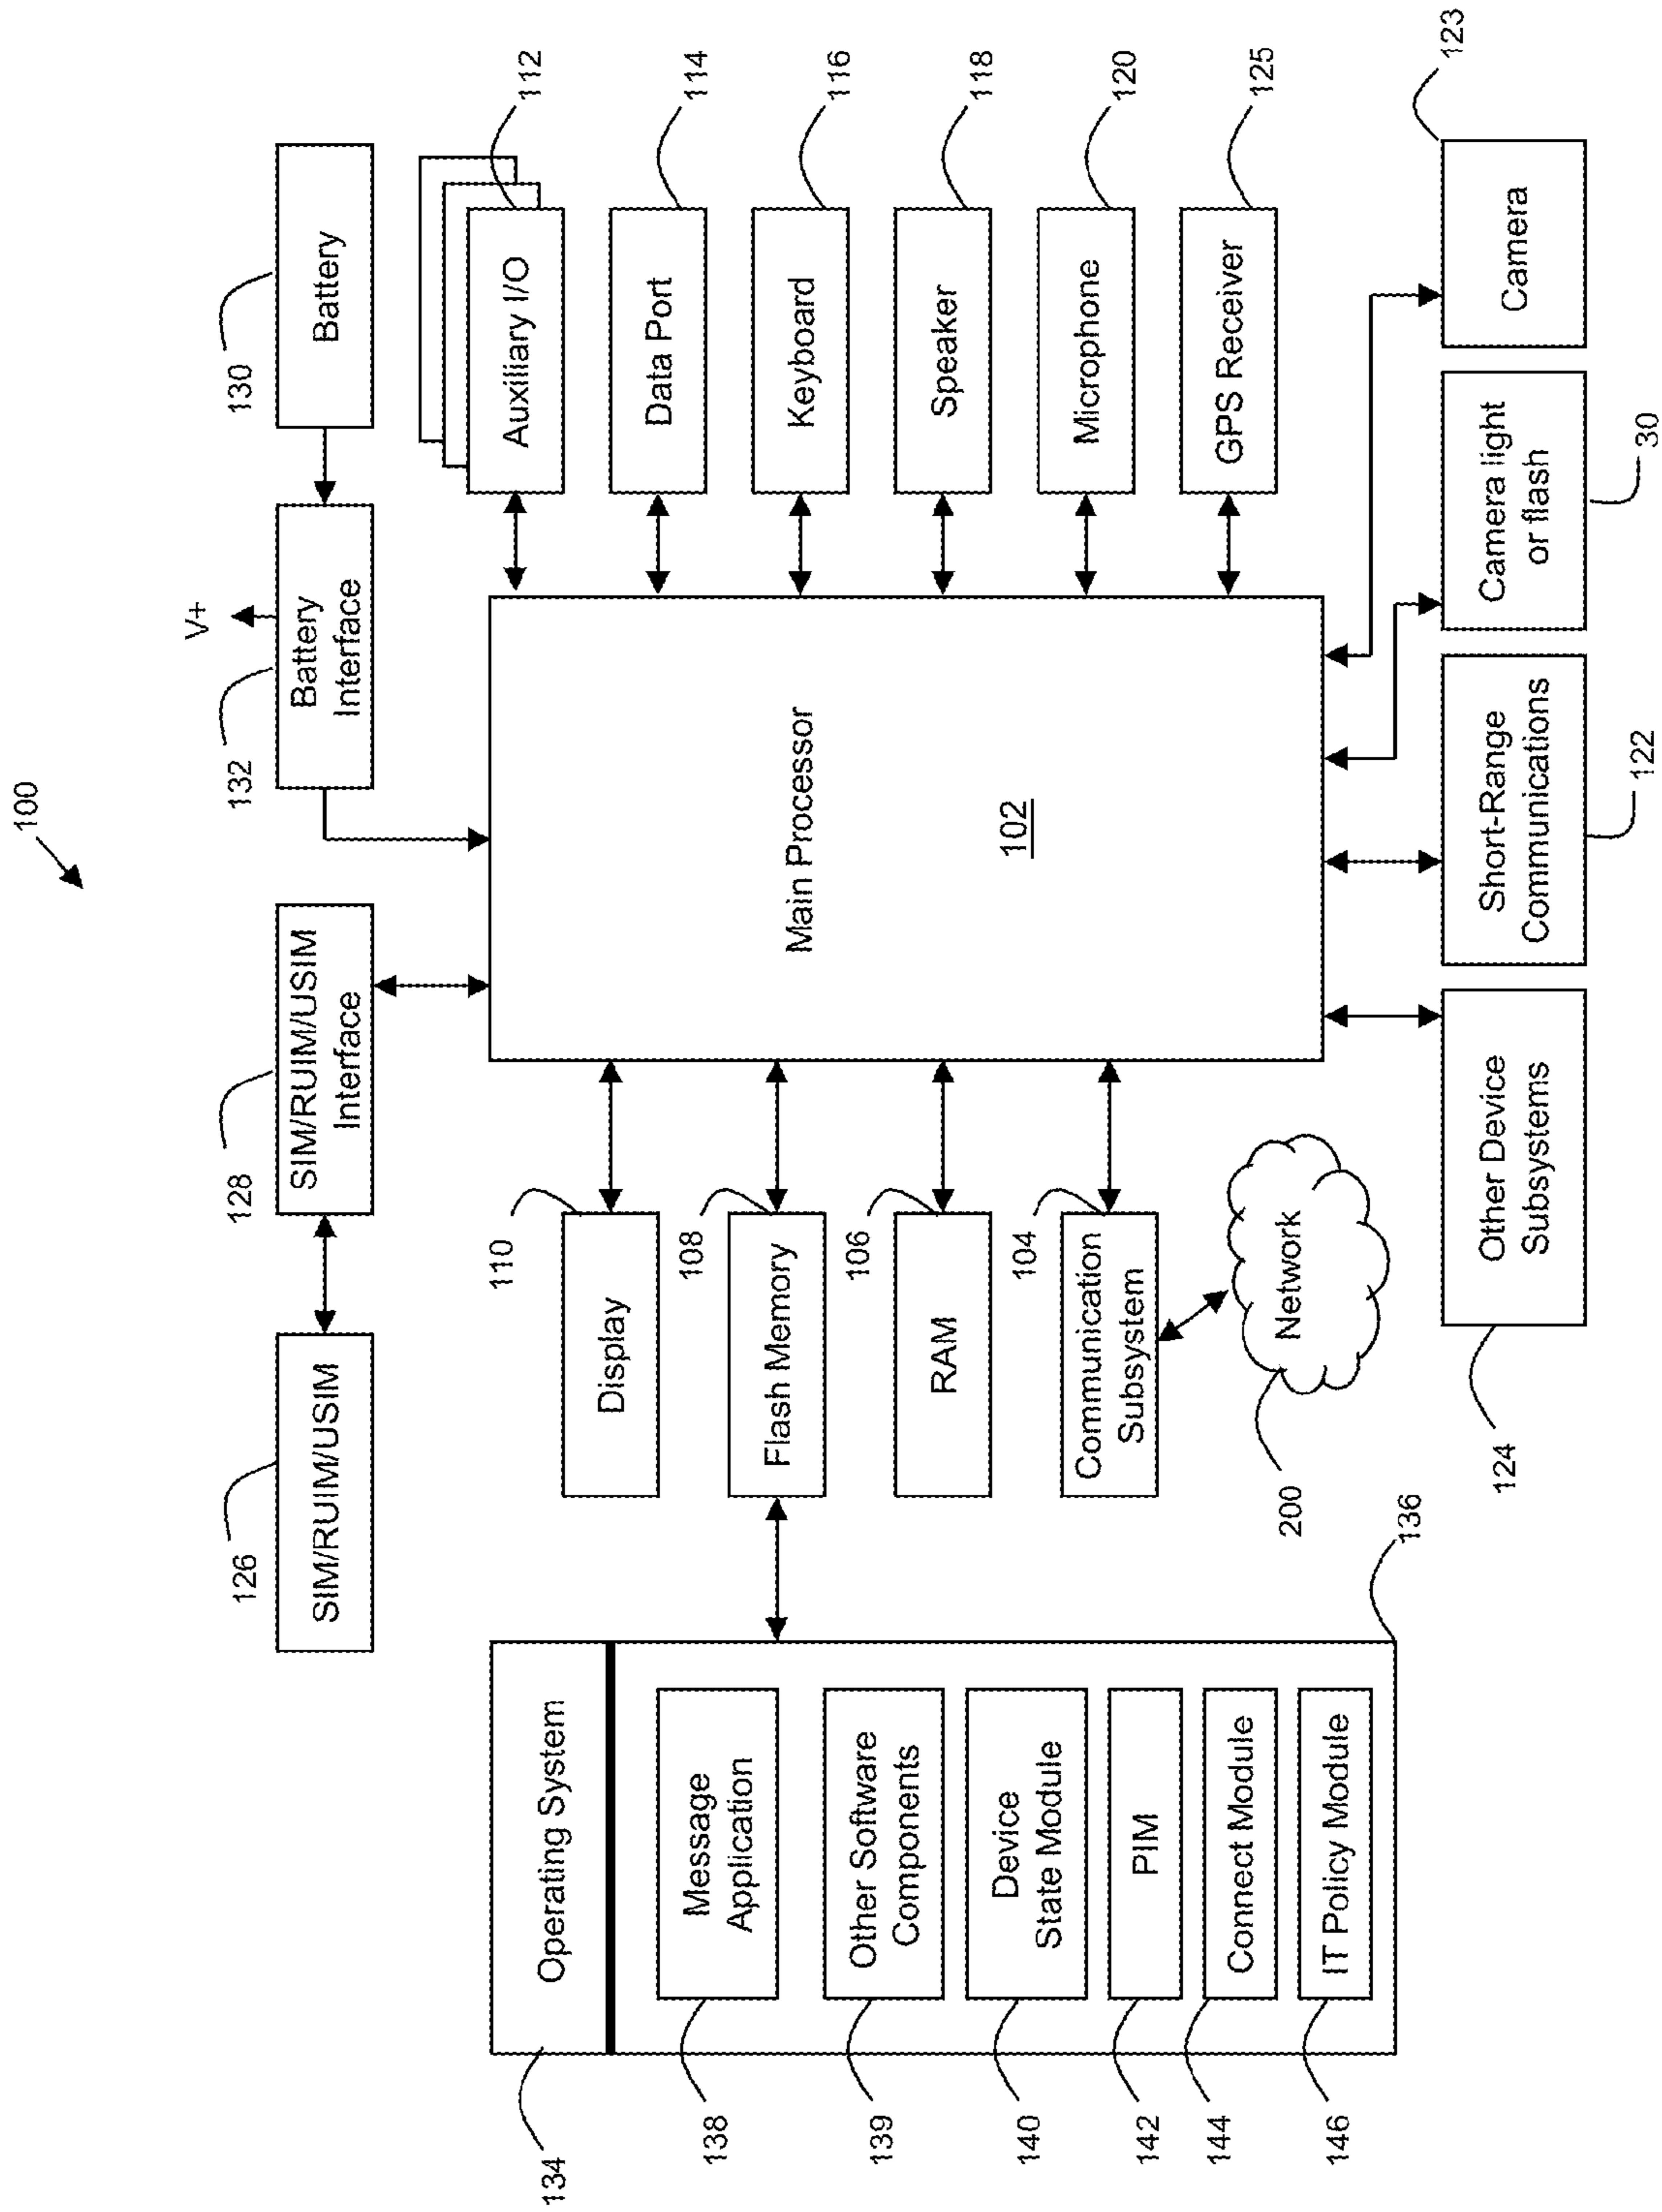 100
126
SIM/RUIM/USIM
128
SIM/RUIM/USIM
Interface
132
V+
Battery
Interface
130
Battery
134
Operating System
138
Message
Application
139
Other Software
Components
140
Device
State Module
142
PIM
144
Connect Module
146
IT Policy Module
136
110
Display
108
Flash Memory
106
RAM
104
Communication
Subsystem
200
Network
Main Processor
102
Auxiliary I/O
112
Data Port
114
Keyboard
116
Speaker
118
Microphone
120
GPS Receiver
125
124
Other Device
Subsystems
Short-Range
Communications
122
Camera light
or flash
30
Camera
123